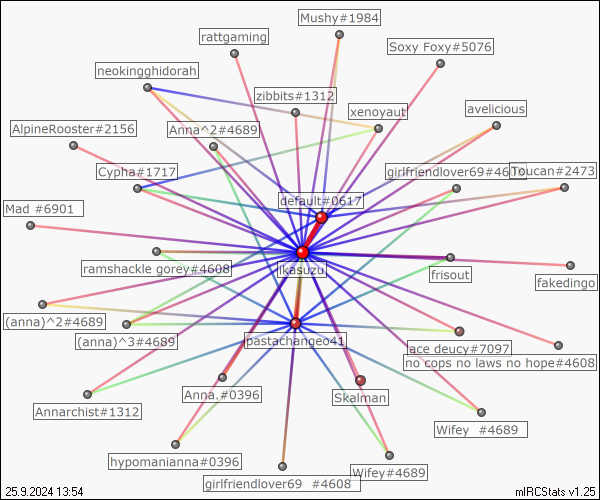 Mushy#1984
rattgaming
Soxy Foxy#5076
neokingghidorah
zibbits#1312
xenoyaut
avelicious
AlpineRooster#2156
Anna^2#4689
Cypha#1717
girlfriendlover69#4610
Toucan#2473
default#0617
Mad #6901
ikasuzu
ramshackle gorey#4608
frisout
fakedingo
(anna)^2#4689
(anna)^3#4689
pastachangeo41
lace deucy#7097
no cops no laws no hope#4608
Annarchist#1312
Anna.#0396
Skalman
Wifey #4689
hypomanianna#0396
Wifey#4689
girlfriendlover69 #4608
25.9.2024 13:54
mIRCStats v1.25